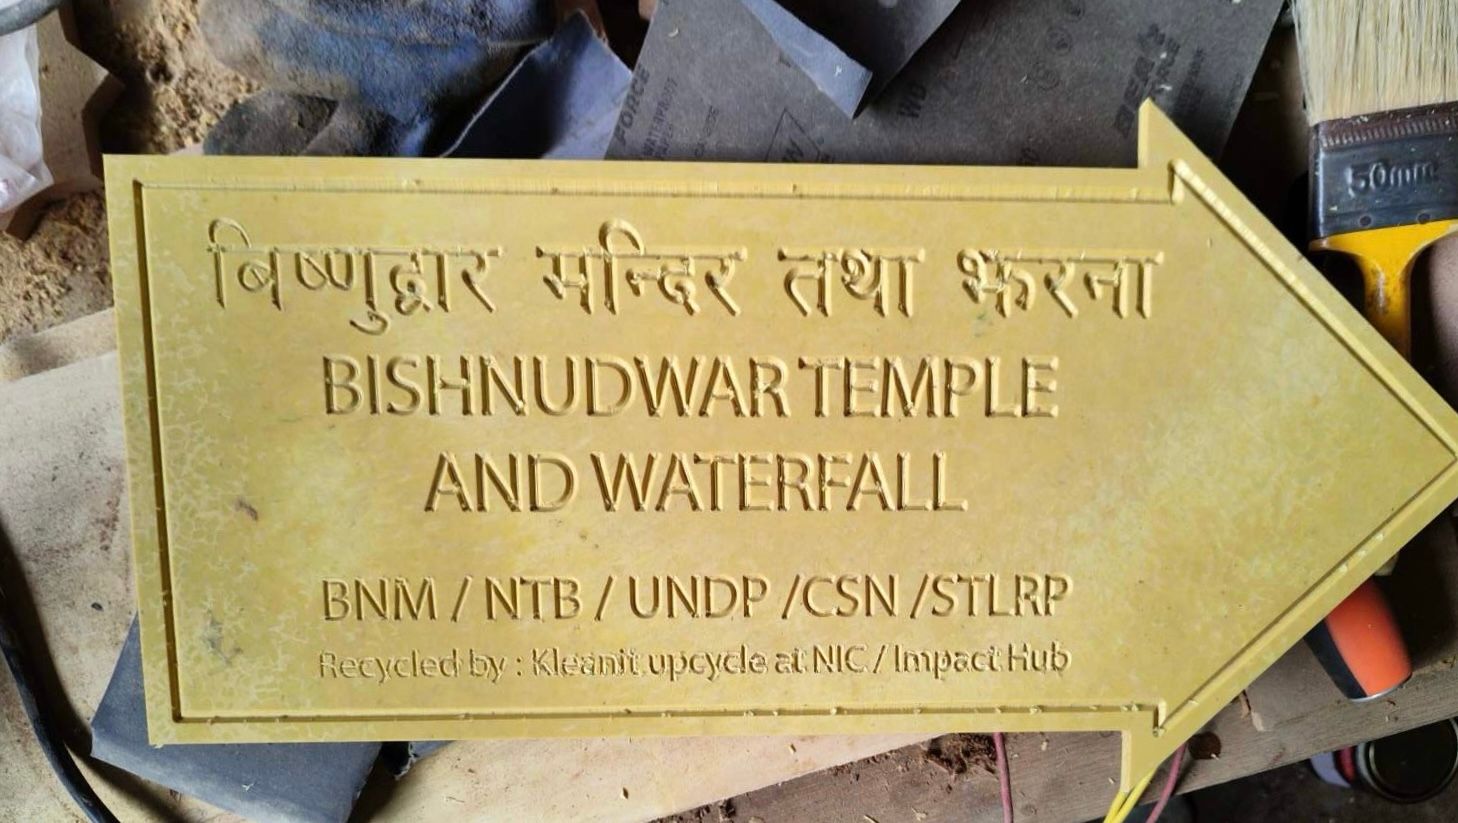 बिष्णुद्वार मन्दिर तथा झरना
BISHNUDWAR TEMPLE
AND WATERFALL
BNM / NTB / UNDP /CSN /STLRP
Recycled by : Kleanit upcycle at NIC / Impact Hub
FORCE
50mm